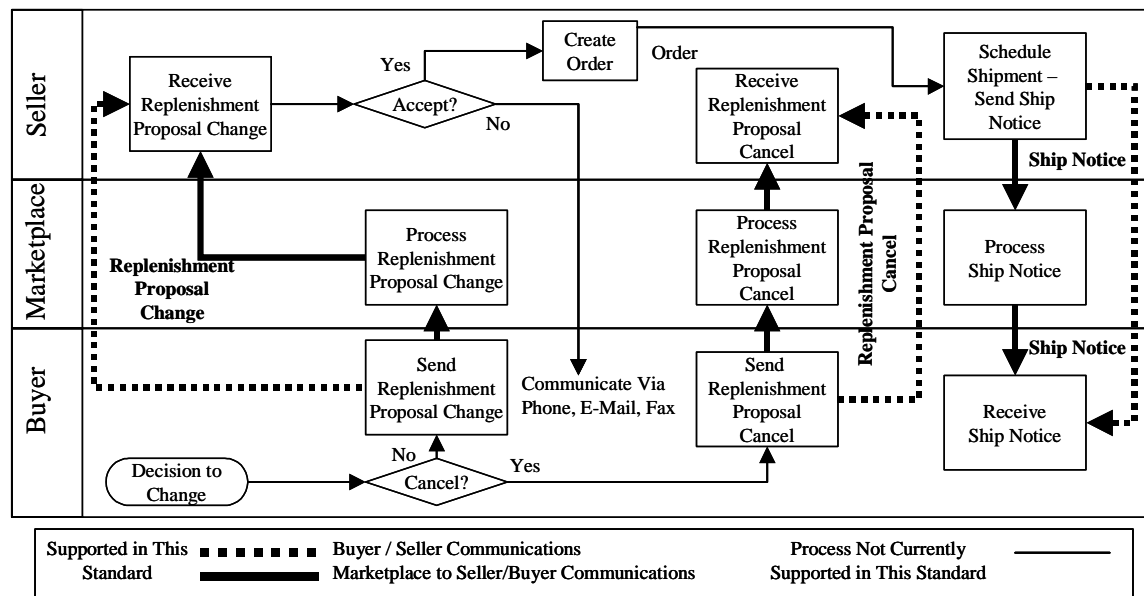 Seller
Receive
Replenishment
Proposal Change
Yes
Accept?
No
Create
Order
Order
Receive
Replenishment
Proposal
Cancel
Schedule
Shipment –
Send Ship
Notice
Ship Notice
Marketplace
Replenishment
Proposal
Change
Process
Replenishment
Proposal Change
Process
Replenishment
Proposal
Cancel
Replenishment Proposal
Cancel
Process
Ship Notice
Ship Notice
Buyer
Send
Replenishment
Proposal Change
Communicate Via
Phone, E-Mail, Fax
Send
Replenishment
Proposal
Cancel
Receive
Ship Notice
Decision to
Change
No
Cancel?
Yes
Supported in This
Standard
Buyer / Seller Communications
Marketplace to Seller/Buyer Communications
Process Not Currently
Supported in This Standard